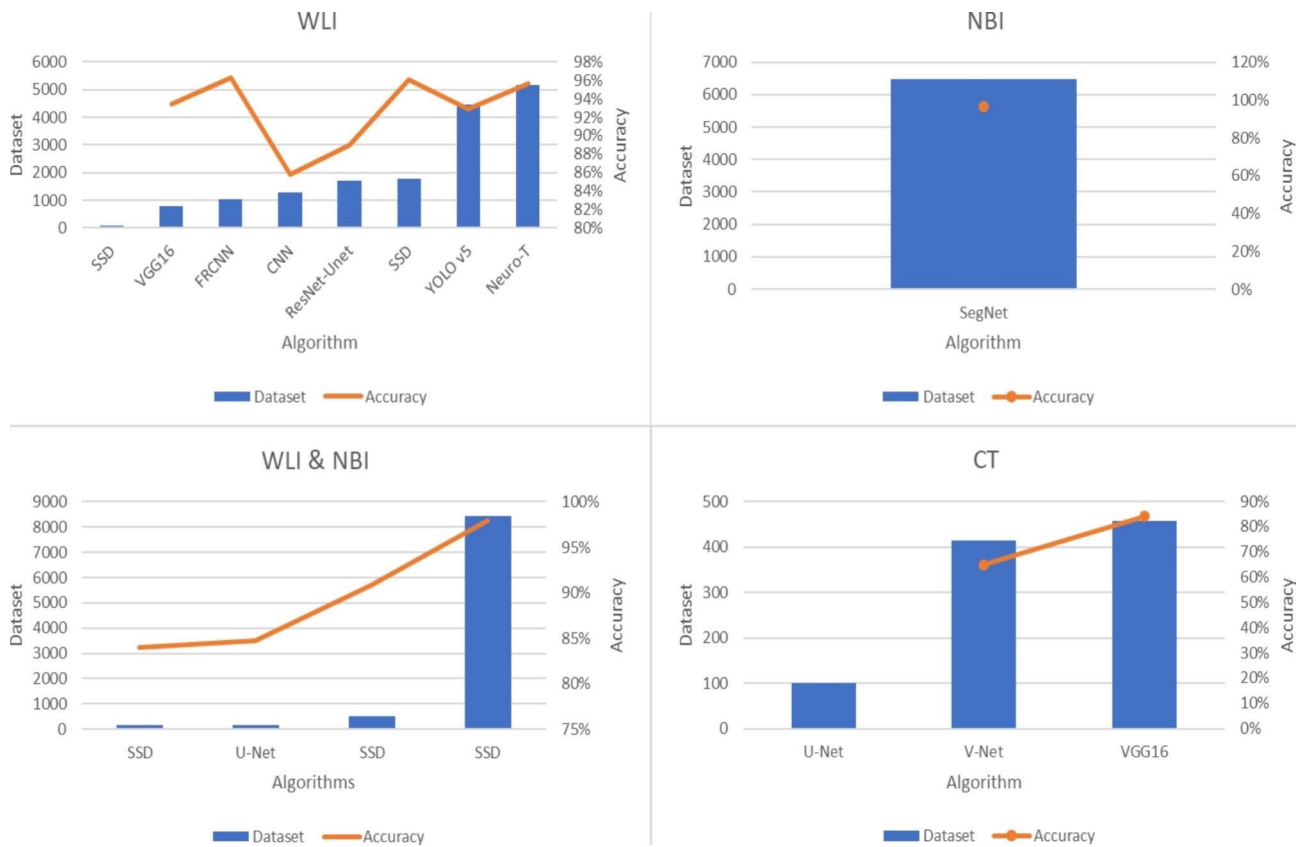 WLI
6000
5000
4000
3000
2000
1000
0
Dataset
98%
96%
94%
92%
90%
88%
86%
84%
82%
80%
Accuracy
SSD
VGG16
FRCNN
CNN
ResNet-Unet
SSD
YOLO v5
Neuro-T
Algorithm
Dataset Accuracy
NBI
7000
6000
5000
4000
3000
2000
1000
0
Dataset
120%
100%
80%
60%
40%
20%
0%
Accuracy
SegNet
Algorithm
Dataset Accuracy
WLI & NBI
9000
8000
7000
6000
5000
4000
3000
2000
1000
0
Dataset
100%
95%
90%
85%
80%
75%
Accuracy
SSD U-Net SSD SSD
Algorithms
Dataset Accuracy
CT
500
400
300
200
100
0
Dataset
90%
80%
70%
60%
50%
40%
30%
20%
10%
0%
Accuracy
U-Net V-Net VGG16
Algorithm
Dataset Accuracy